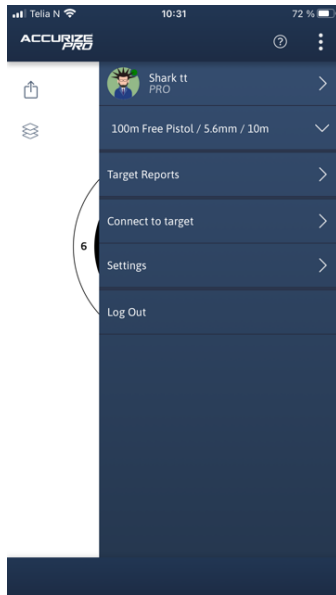 Telia N 10:31 72 %
ACCURIZE
PRO
?
Shark tt
PRO
100m Free Pistol / 5.6mm / 10m
Target Reports
Connect to target
6
Settings
Log Out